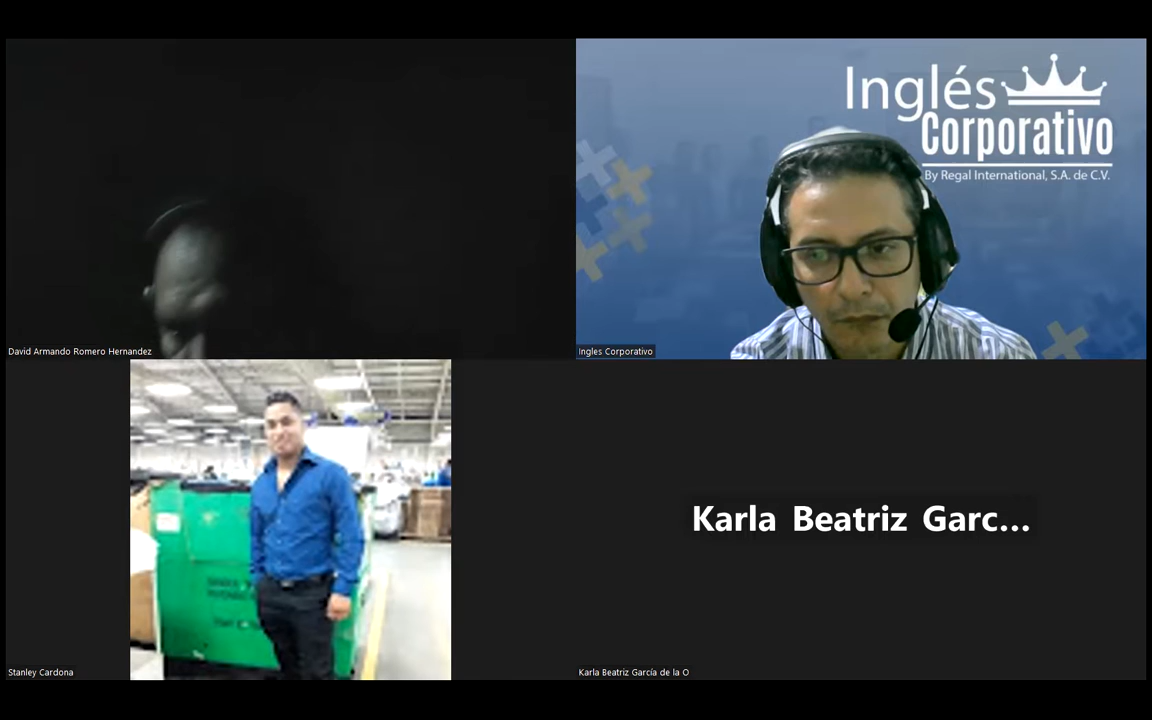 Inglés
Corporativo
By Regal International, S.A. de C.V.
David Armando Romero Hernandez
Ingles Corporativo
Karla Beatriz Garc...
Stanley Cardona
Karla Beatriz García de la O